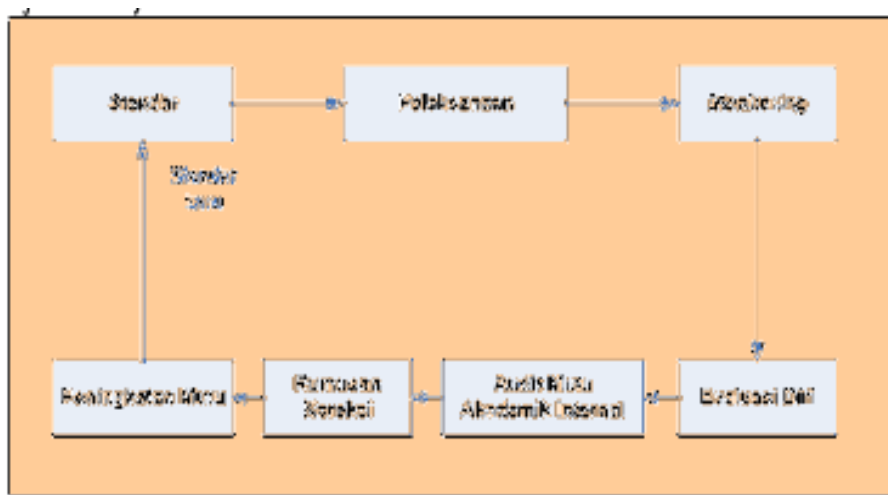 Standar
Pelaksanaan
Monitoring
Standar
baru
Peningkatan Mutu
Rumusan
Koreksi
Audit Mutu
Akademik Internal
Evaluasi Diri